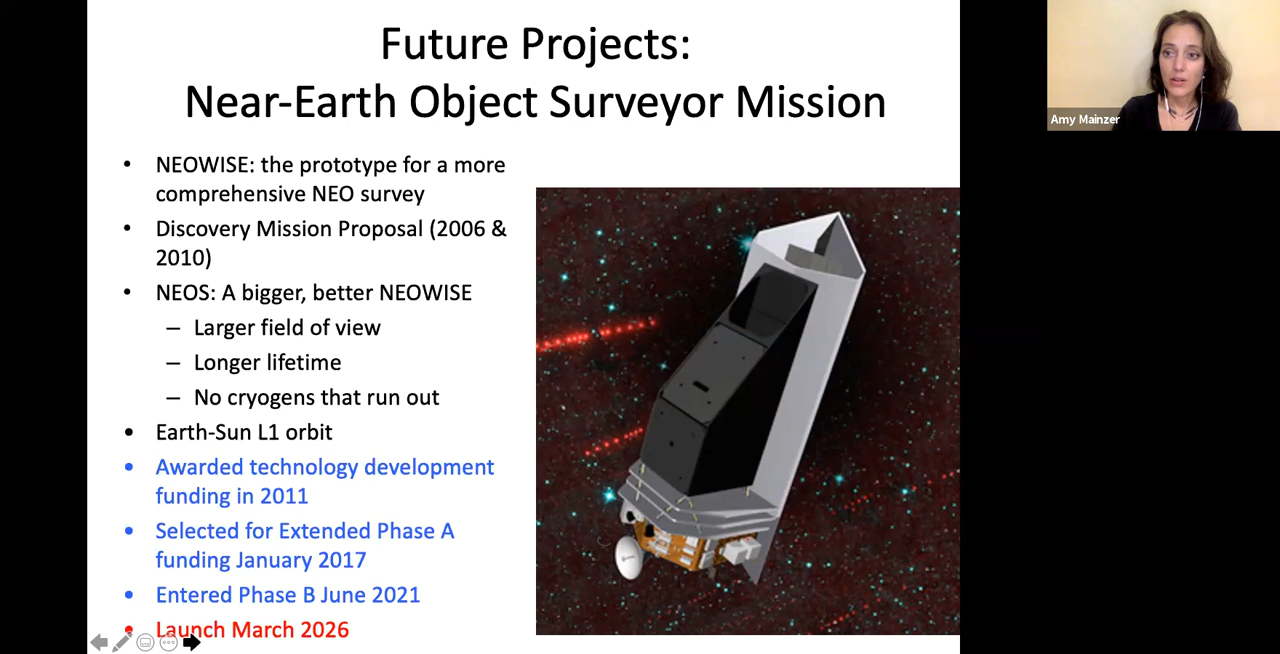 Future Projects:
Near-Earth Object Surveyor Mission
Amy Mainzer
• NEOWISE: the prototype for a more
comprehensive NEO survey
• Discovery Mission Proposal (2006 &
2010)
• NEOS: A bigger, better NEOWISE
– Larger field of view
– Longer lifetime
– No cryogens that run out
• Earth-Sun L1 orbit
• Awarded technology development
funding in 2011
• Selected for Extended Phase A
funding January 2017
• Entered Phase B June 2021
• Launch March 2026